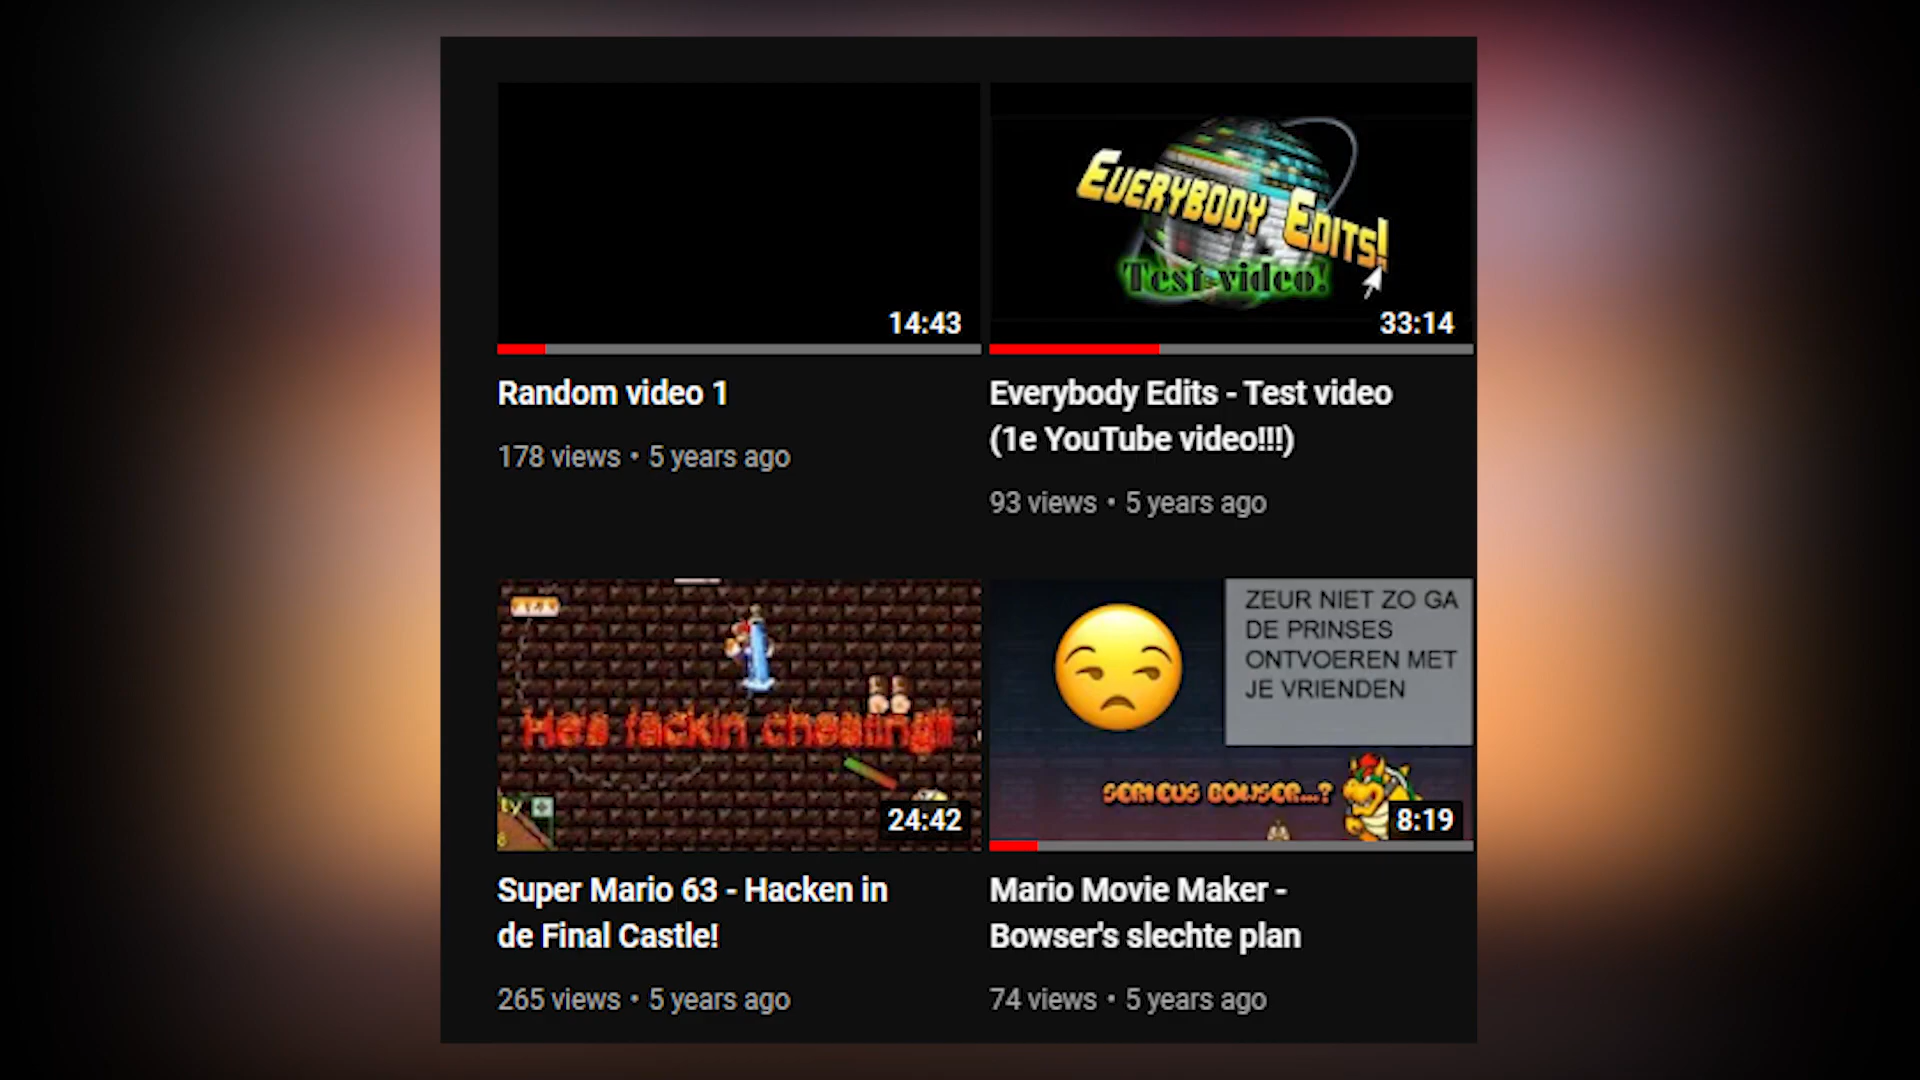 14:43
Random video 1
178 views • 5 years ago
EVERYBODY EDITS!
Test video!
33:14
Everybody Edits - Test video
(1e YouTube video!!!)
93 views • 5 years ago
Hes fackin cheating!!
24:42
Super Mario 63 - Hacken in
de Final Castle!
265 views • 5 years ago
ZEUR NIET ZO GA
DE PRINSES
ONTVOEREN MET
JE VRIENDEN
SERIOUS BOWSER...?
8:19
Mario Movie Maker -
Bowser's slechte plan
74 views • 5 years ago